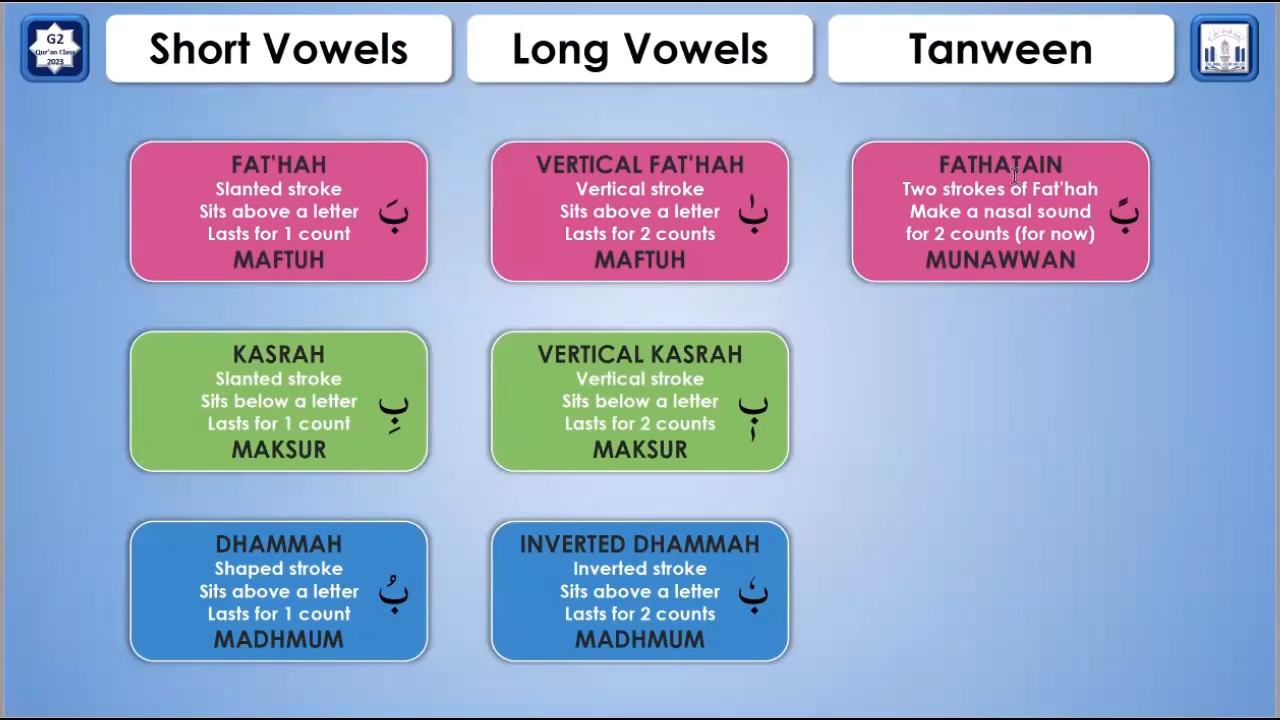 G2
Qur'an Class
2023
Short Vowels
Long Vowels
Tanween
FAT'HAH
Slanted stroke
Sits above a letter
Lasts for 1 count
MAFTUH
بَ
VERTICAL FAT'HAH
Vertical stroke
Sits above a letter
Lasts for 2 counts
MAFTUH
بٰ
FATHATAIN
Two strokes of Fat'hah
Make a nasal sound
for 2 counts (for now)
MUNAWWAN
بً
KASRAH
Slanted stroke
Sits below a letter
Lasts for 1 count
MAKSUR
بِ
VERTICAL KASRAH
Vertical stroke
Sits below a letter
Lasts for 2 counts
MAKSUR
بٖ
DHAMMAH
Shaped stroke
Sits above a letter
Lasts for 1 count
MADHMUM
بُ
INVERTED DHAMMAH
Inverted stroke
Sits above a letter
Lasts for 2 counts
MADHMUM
بٗ